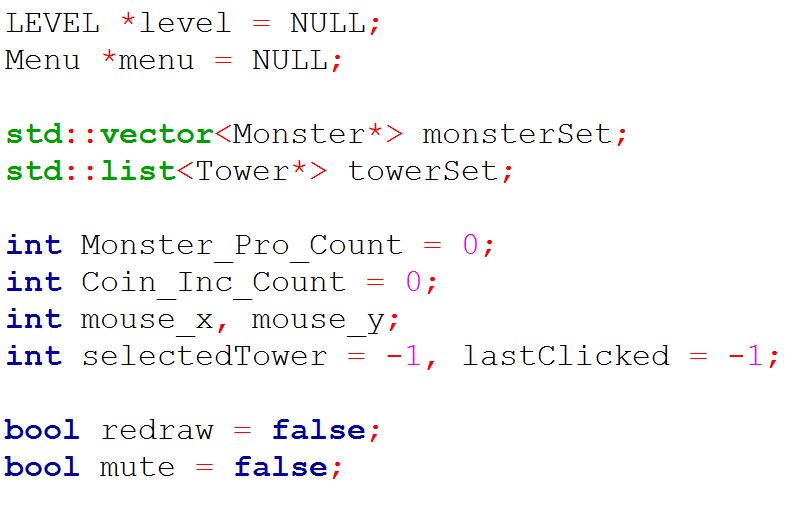 LEVEL *level = NULL;
Menu *menu = NULL;
std::vector<Monster*> monsterSet;
std::list<Tower*> towerSet;
int Monster_Pro_Count = 0;
int Coin_Inc_Count = 0;
int mouse_x, mouse_y;
int selectedTower = -1, lastClicked = -1;
bool redraw = false;
bool mute = false;